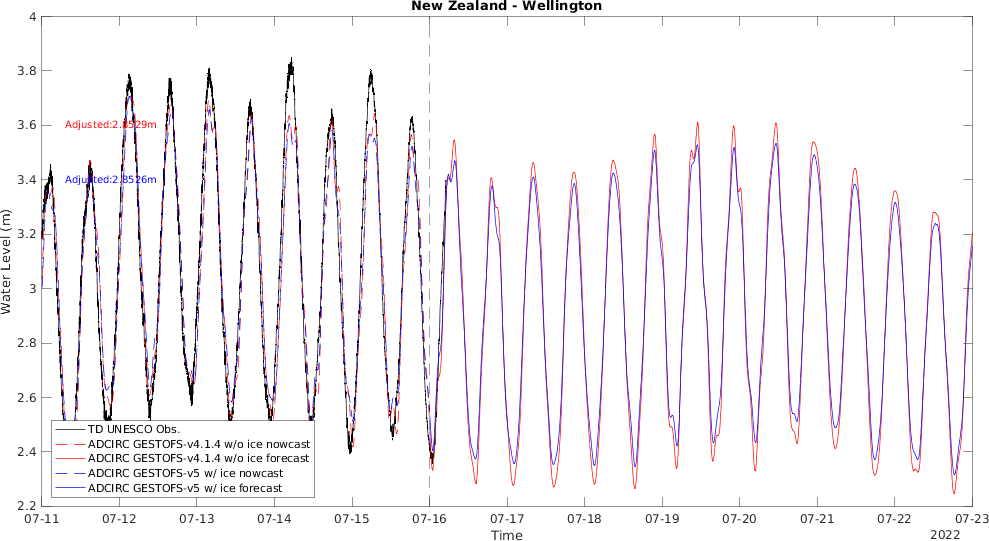 New Zealand - Wellington
4
3.8
3.6
3.4
3.2
3
2.8
2.6
2.4
2.2
Water Level (m)
Adjusted:2.8529m
Adjusted:2.8526m
TD UNESCO Obs.
ADCIRC GESTOFS-v4.1.4 w/o ice nowcast
ADCIRC GESTOFS-v4.1.4 w/o ice forecast
ADCIRC GESTOFS-v5 w/ ice nowcast
ADCIRC GESTOFS-v5 w/ ice forecast
07-11 07-12 07-13 07-14 07-15 07-16 07-17 07-18 07-19 07-20 07-21 07-22 07-23
Time
2022